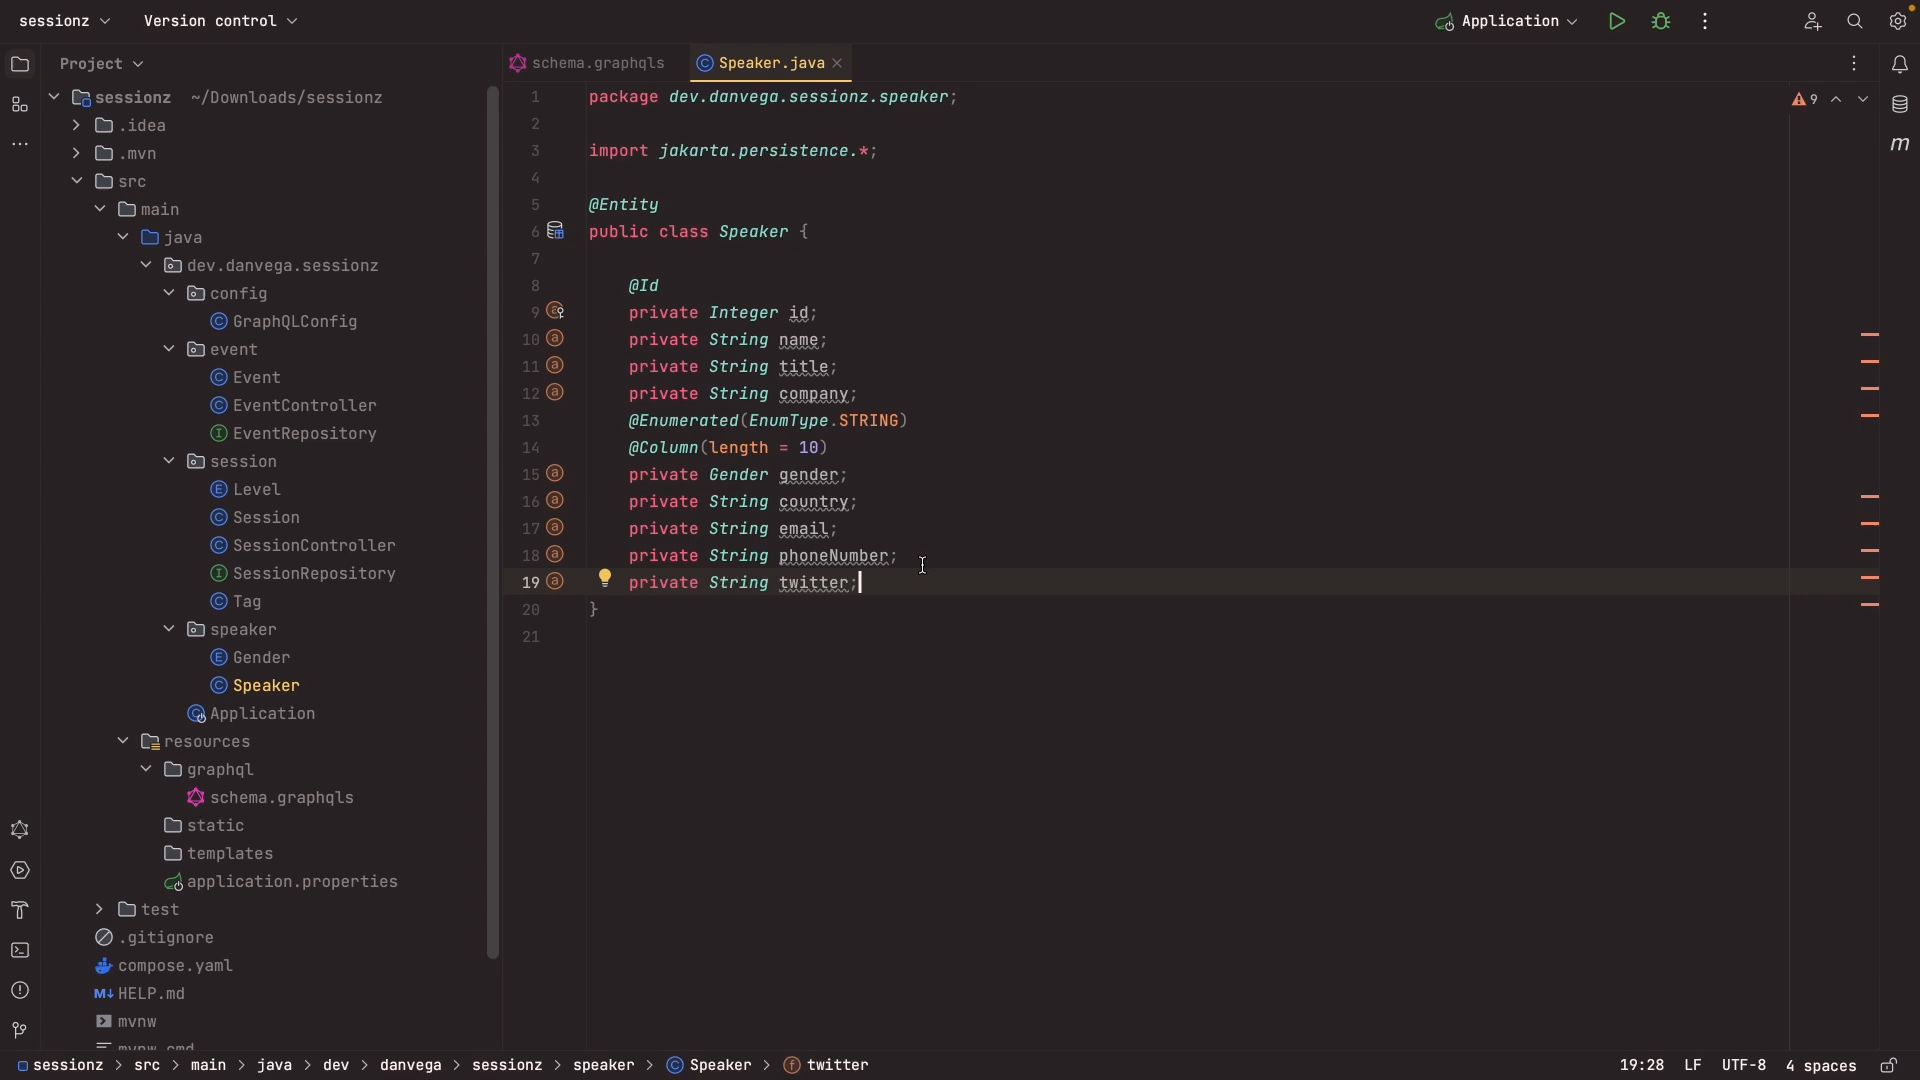 sessionz
Version control
Application
Project
schema.graphqls
Speaker.java
sessionz ~/Downloads/sessionz
.idea
.mvn
src
main
java
dev.danvega.sessionz
config
GraphQLConfig
event
Event
EventController
EventRepository
session
Level
Session
SessionController
SessionRepository
Tag
speaker
Gender
Speaker
Application
resources
graphql
schema.graphqls
static
templates
application.properties
test
.gitignore
compose.yaml
HELP.md
mvnw
mvnw.cmd
1 package dev.danvega.sessionz.speaker;
2
3 import jakarta.persistence.*;
4
5 @Entity
6 public class Speaker {
7
8 @Id
9 private Integer id;
10 private String name;
11 private String title;
12 private String company;
13 @Enumerated(EnumType.STRING)
14 @Column(length = 10)
15 private Gender gender;
16 private String country;
17 private String email;
18 private String phoneNumber;
19 private String twitter;
20 }
21
9
m
sessionz > src > main > java > dev > danvega > sessionz > speaker > Speaker > twitter
19:28 LF UTF-8 4 spaces